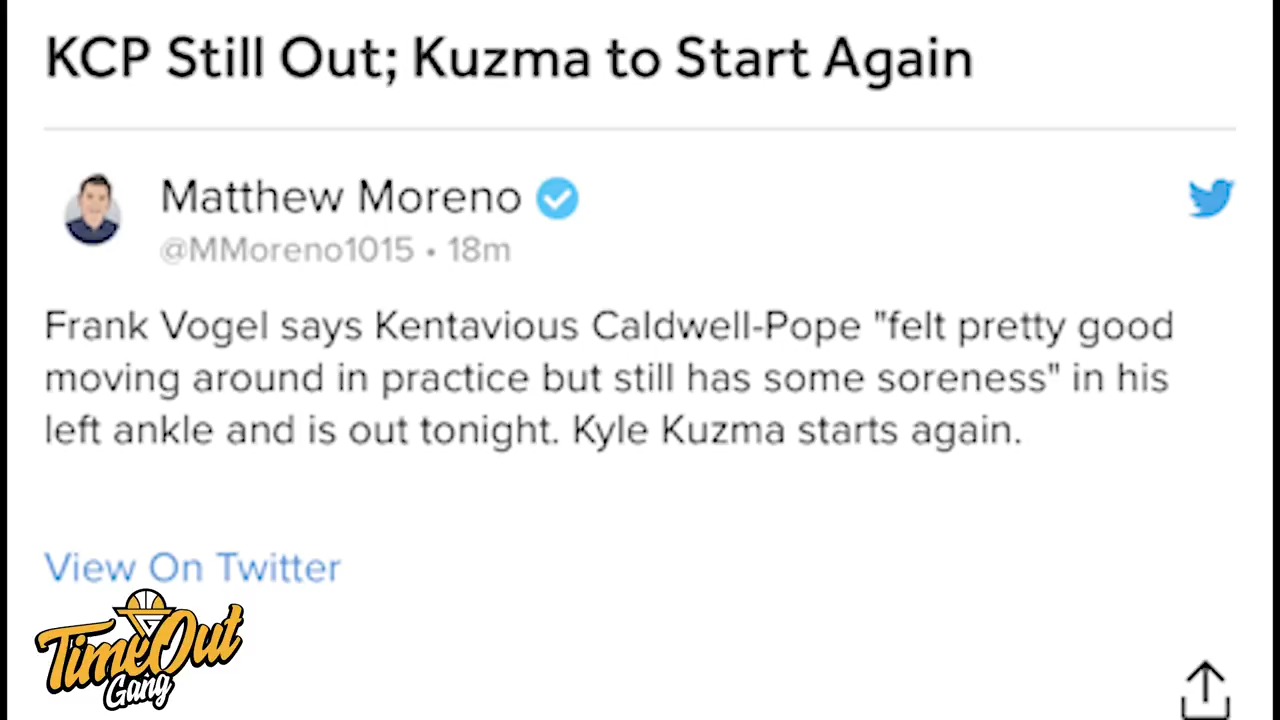 KCP Still Out; Kuzma to Start Again
Matthew Moreno
@MMoreno1015 • 18m
Frank Vogel says Kentavious Caldwell-Pope "felt pretty good
moving around in practice but still has some soreness" in his
left ankle and is out tonight. Kyle Kuzma starts again.
View On Twitter
TimeOut
Gang